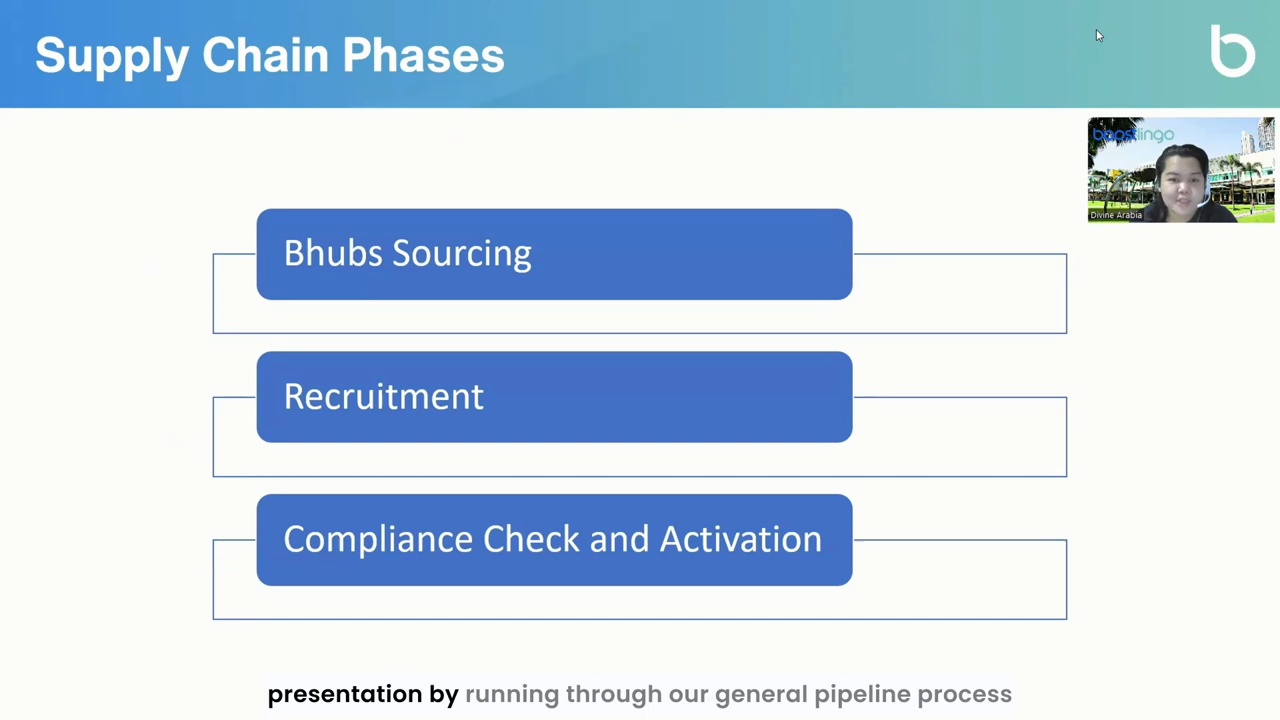 Supply Chain Phases
b
boostlingo
Divine Arabia
Bhubs Sourcing
Recruitment
Compliance Check and Activation
presentation by running through our general pipeline process